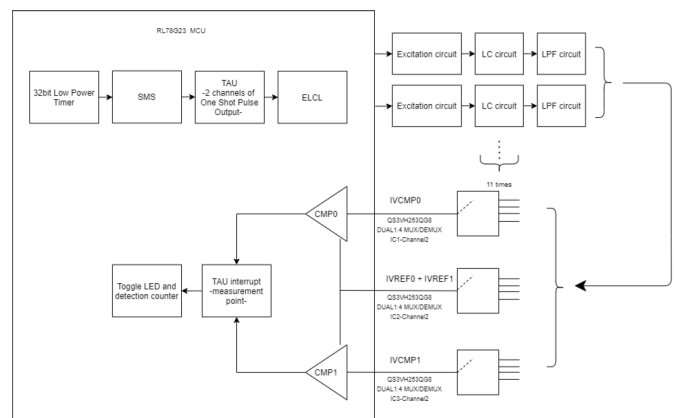 RL78G23 MCU
Excitation circuit
LC circuit
LPF circuit
32bit Low Power
Timer
SMS
TAU
-2 channels of
One Shot Pulse
Output-
ELCL
Excitation circuit
LC circuit
LPF circuit
11 times
IVCMP0
CMP0
QS3VH253QG8
DUAL1:4 MUX/DEMUX
IC1-Channel2
Toggle LED and
detection counter
TAU interrupt
-measurement
point-
IVREF0 + IVREF1
QS3VH253QG8
DUAL1:4 MUX/DEMUX
IC2-Channel2
IVCMP1
CMP1
QS3VH253QG8
DUAL1:4 MUX/DEMUX
IC3-Channel2